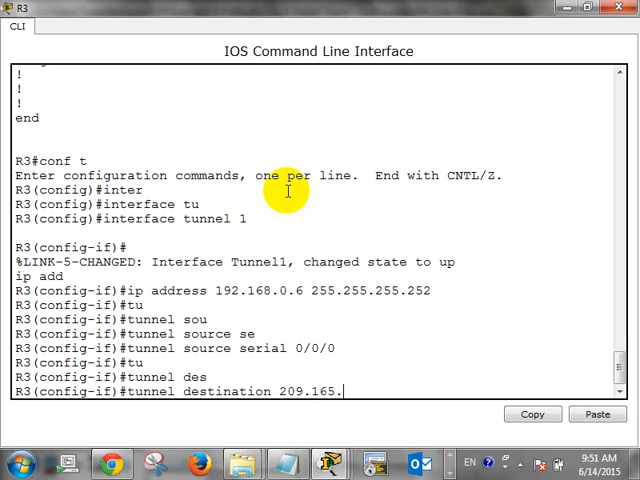 R3
CLI
IOS Command Line Interface
!
!
!
end
R3#conf t
Enter configuration commands, one per line.  End with CNTL/Z.
R3(config)#inter
R3(config)#interface tu
R3(config)#interface tunnel 1
R3(config-if)#
%LINK-5-CHANGED: Interface Tunnel1, changed state to up
ip add
R3(config-if)#ip address 192.168.0.6 255.255.255.252
R3(config-if)#tu
R3(config-if)#tunnel sou
R3(config-if)#tunnel source se
R3(config-if)#tunnel source serial 0/0/0
R3(config-if)#tu
R3(config-if)#tunnel des
R3(config-if)#tunnel destination 209.165.
Copy
Paste
EN
9:51 AM
6/14/2015